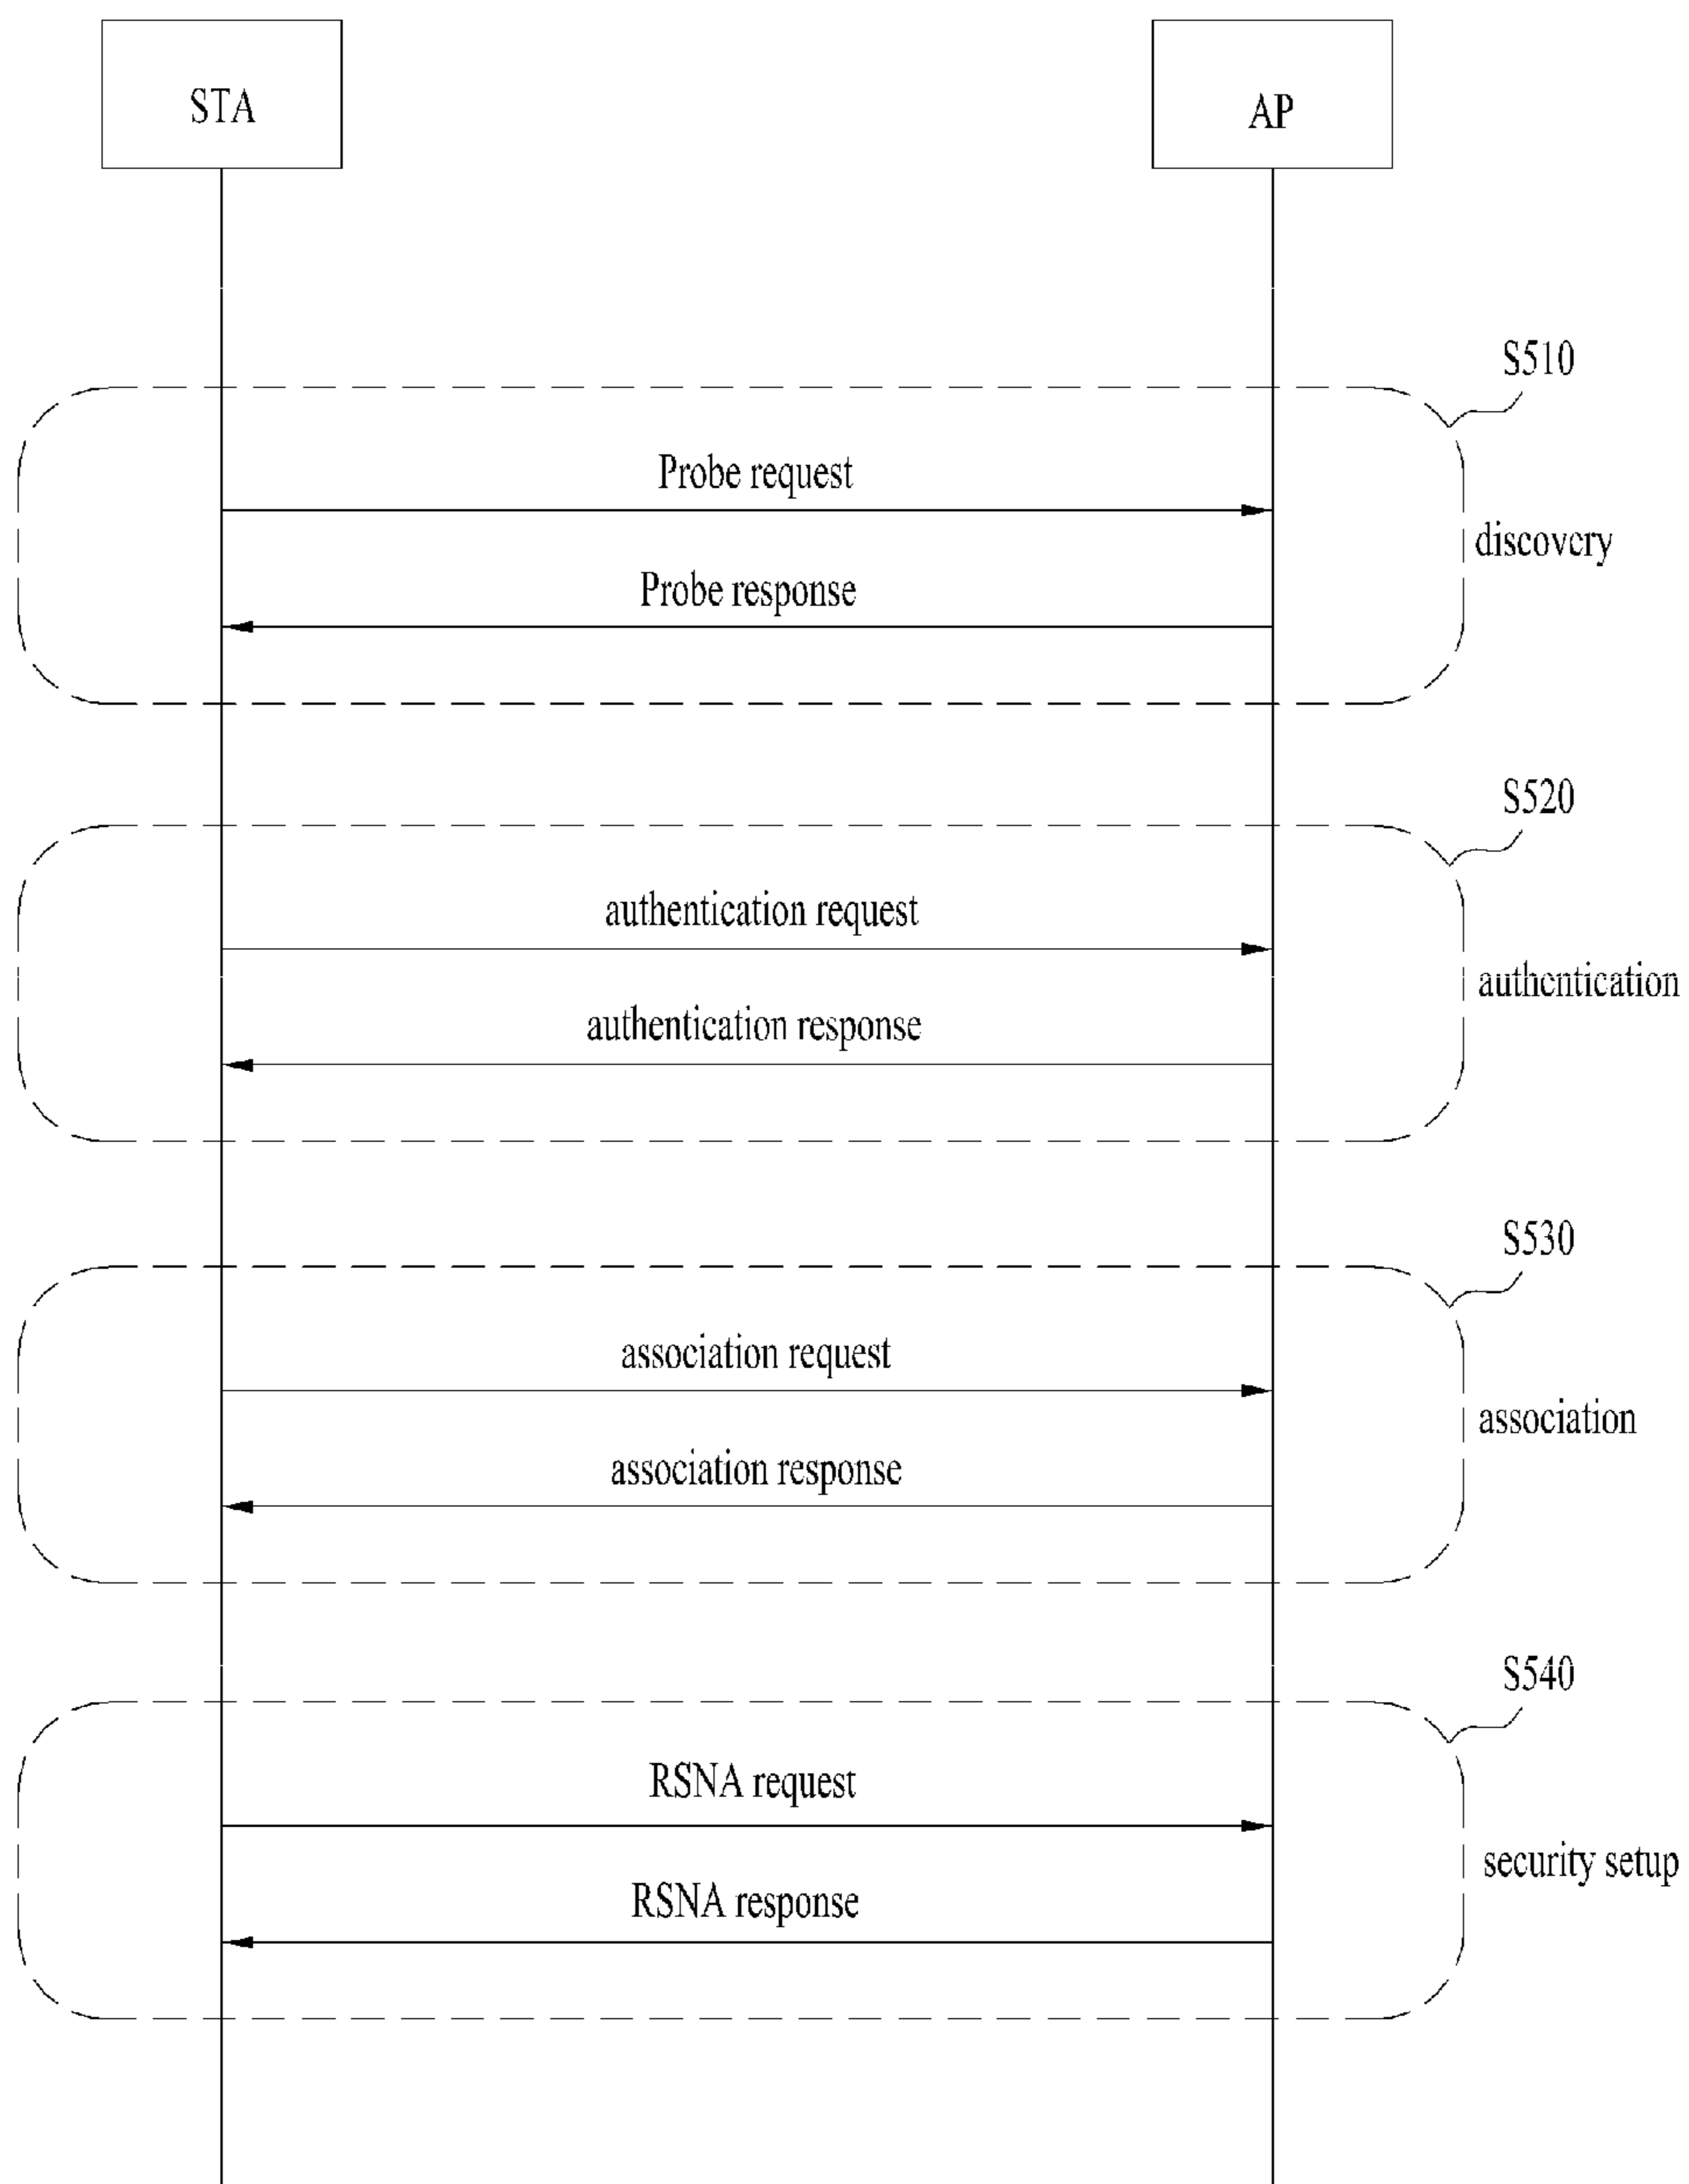 STA
AP
S510
Probe request
discovery
Probe response
S520
authentication request
authentication
authentication response
S530
association request
association
association response
S540
RSNA request
security setup
RSNA response